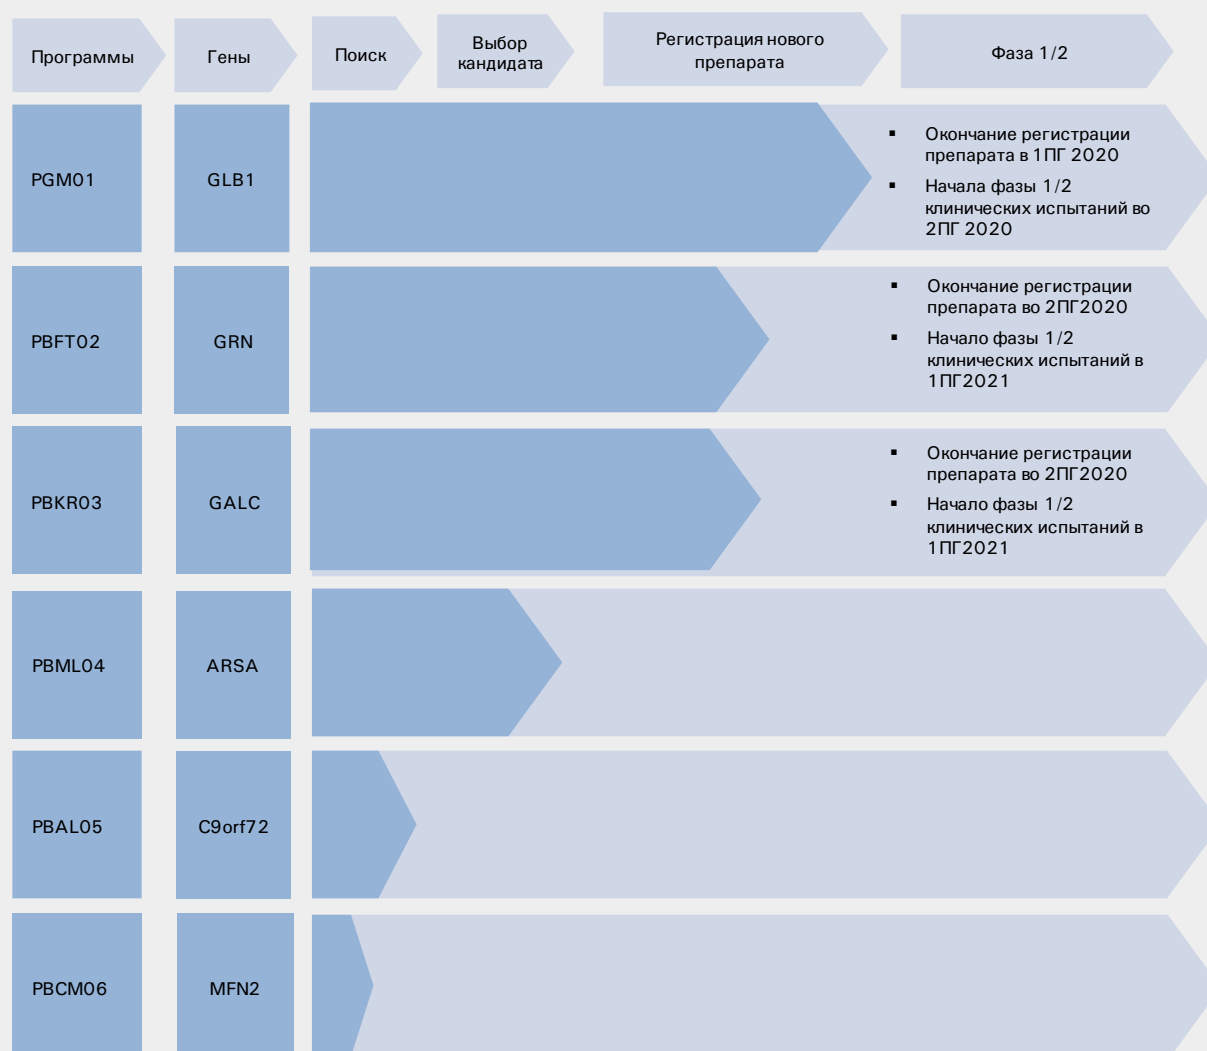 Программы
Гены
Поиск
Выбор
кандидата
Регистрация нового
препарата
Фаза 1/2
PGM01
GLB1
▪ Окончание регистрации
препарата в 1ПГ 2020
▪ Начала фазы 1/2
клинических испытаний во
2ПГ 2020
PBFT02
GRN
▪ Окончание регистрации
препарата во 2ПГ2020
▪ Начало фазы 1/2
клинических испытаний в
1ПГ2021
PBKR03
GALC
▪ Окончание регистрации
препарата во 2ПГ2020
▪ Начало фазы 1/2
клинических испытаний в
1ПГ2021
PBML04
ARSA
PBAL05
C9orf72
PBCM06
MFN2